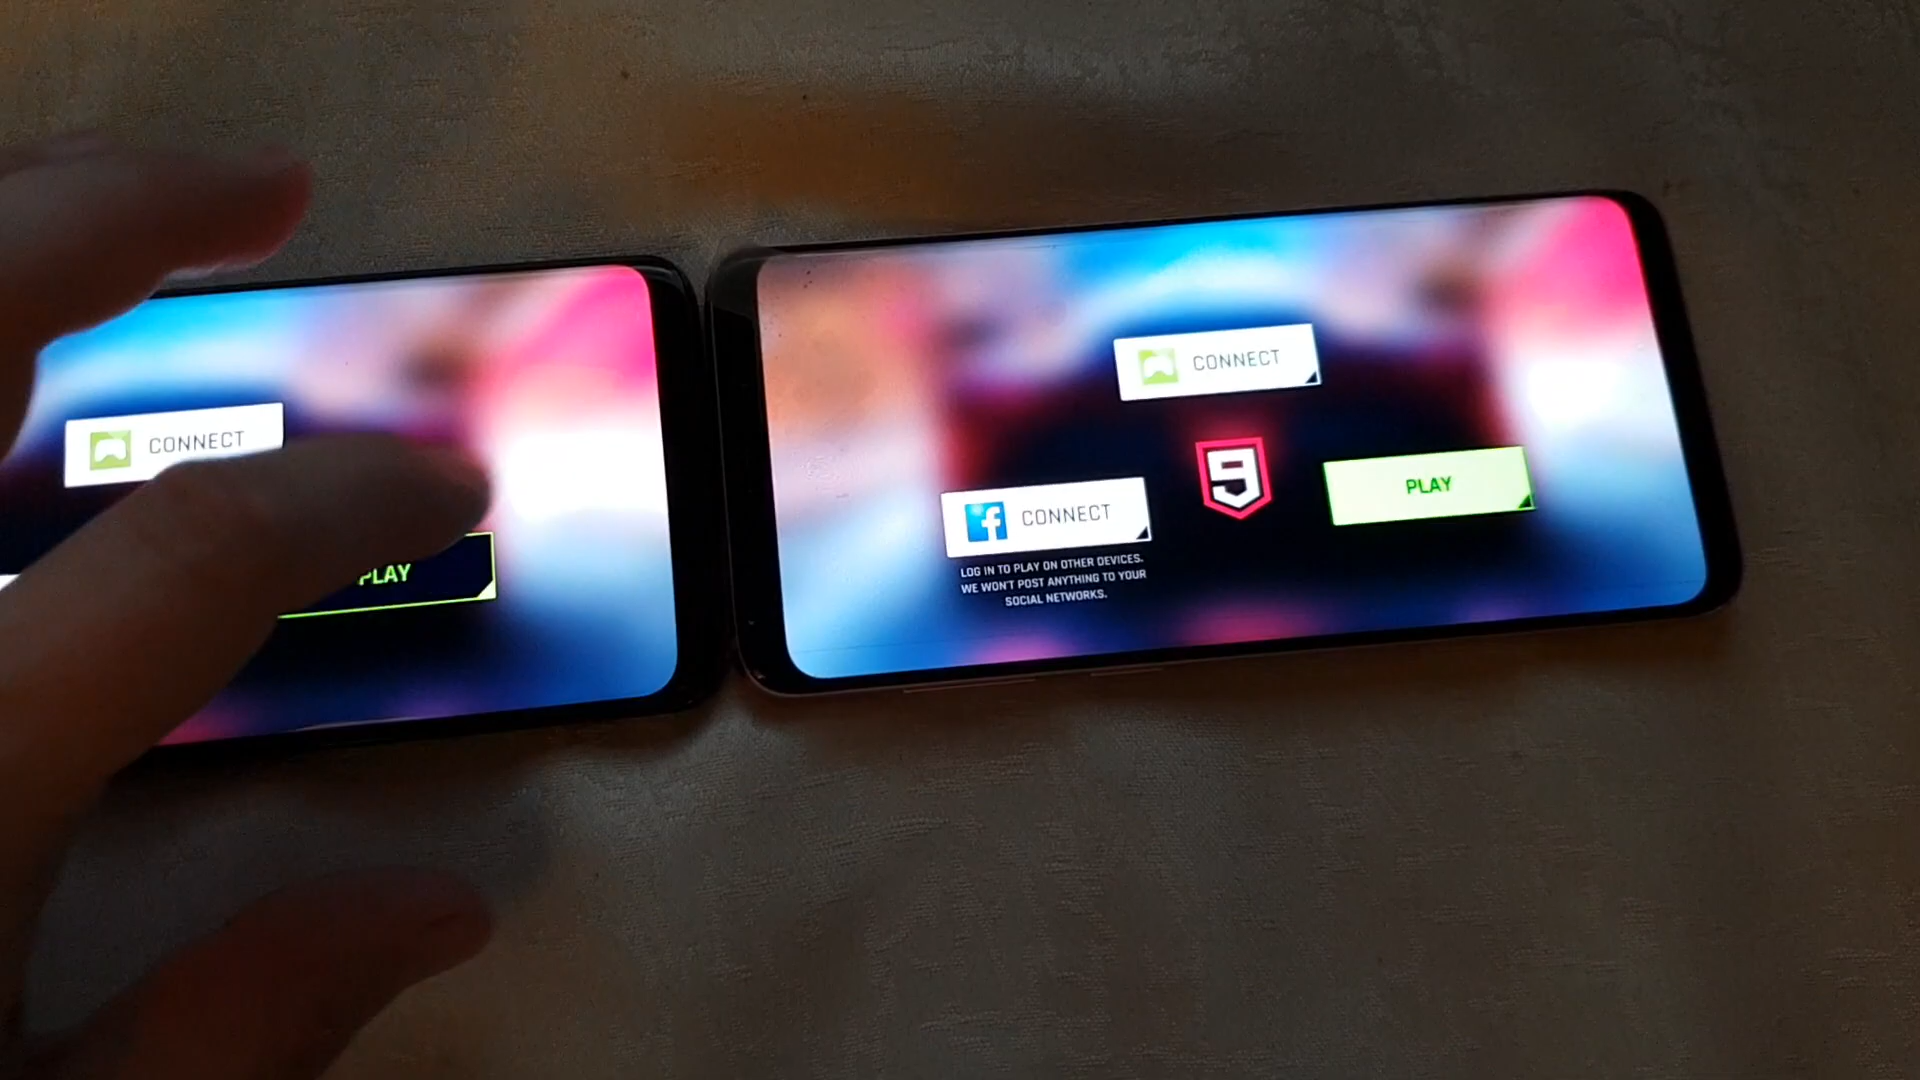 CONNECT
PLAY
CONNECT
9
CONNECT
PLAY
LOG IN TO PLAY ON OTHER DEVICES.
WE WON'T POST ANYTHING TO YOUR
SOCIAL NETWORKS.